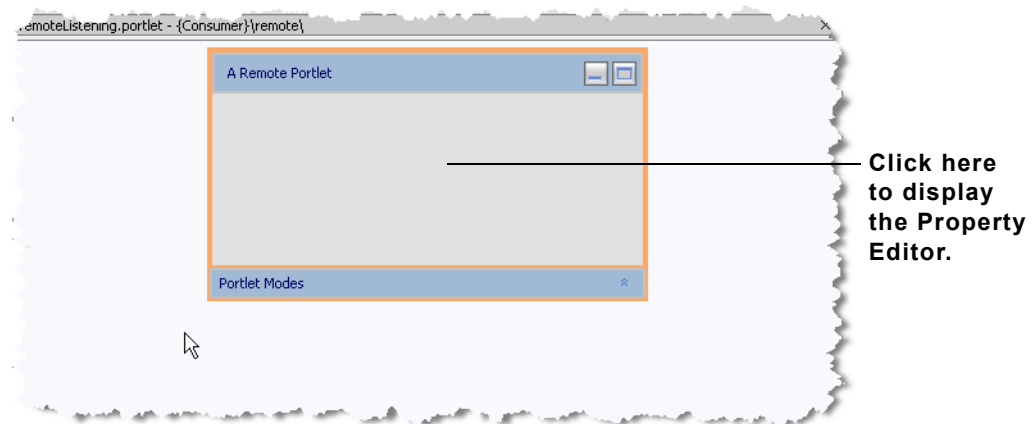 emoteListening.portlet - {Consumer}\remote\
A Remote Portlet
Click here
to display
the Property
Editor.
Portlet Modes